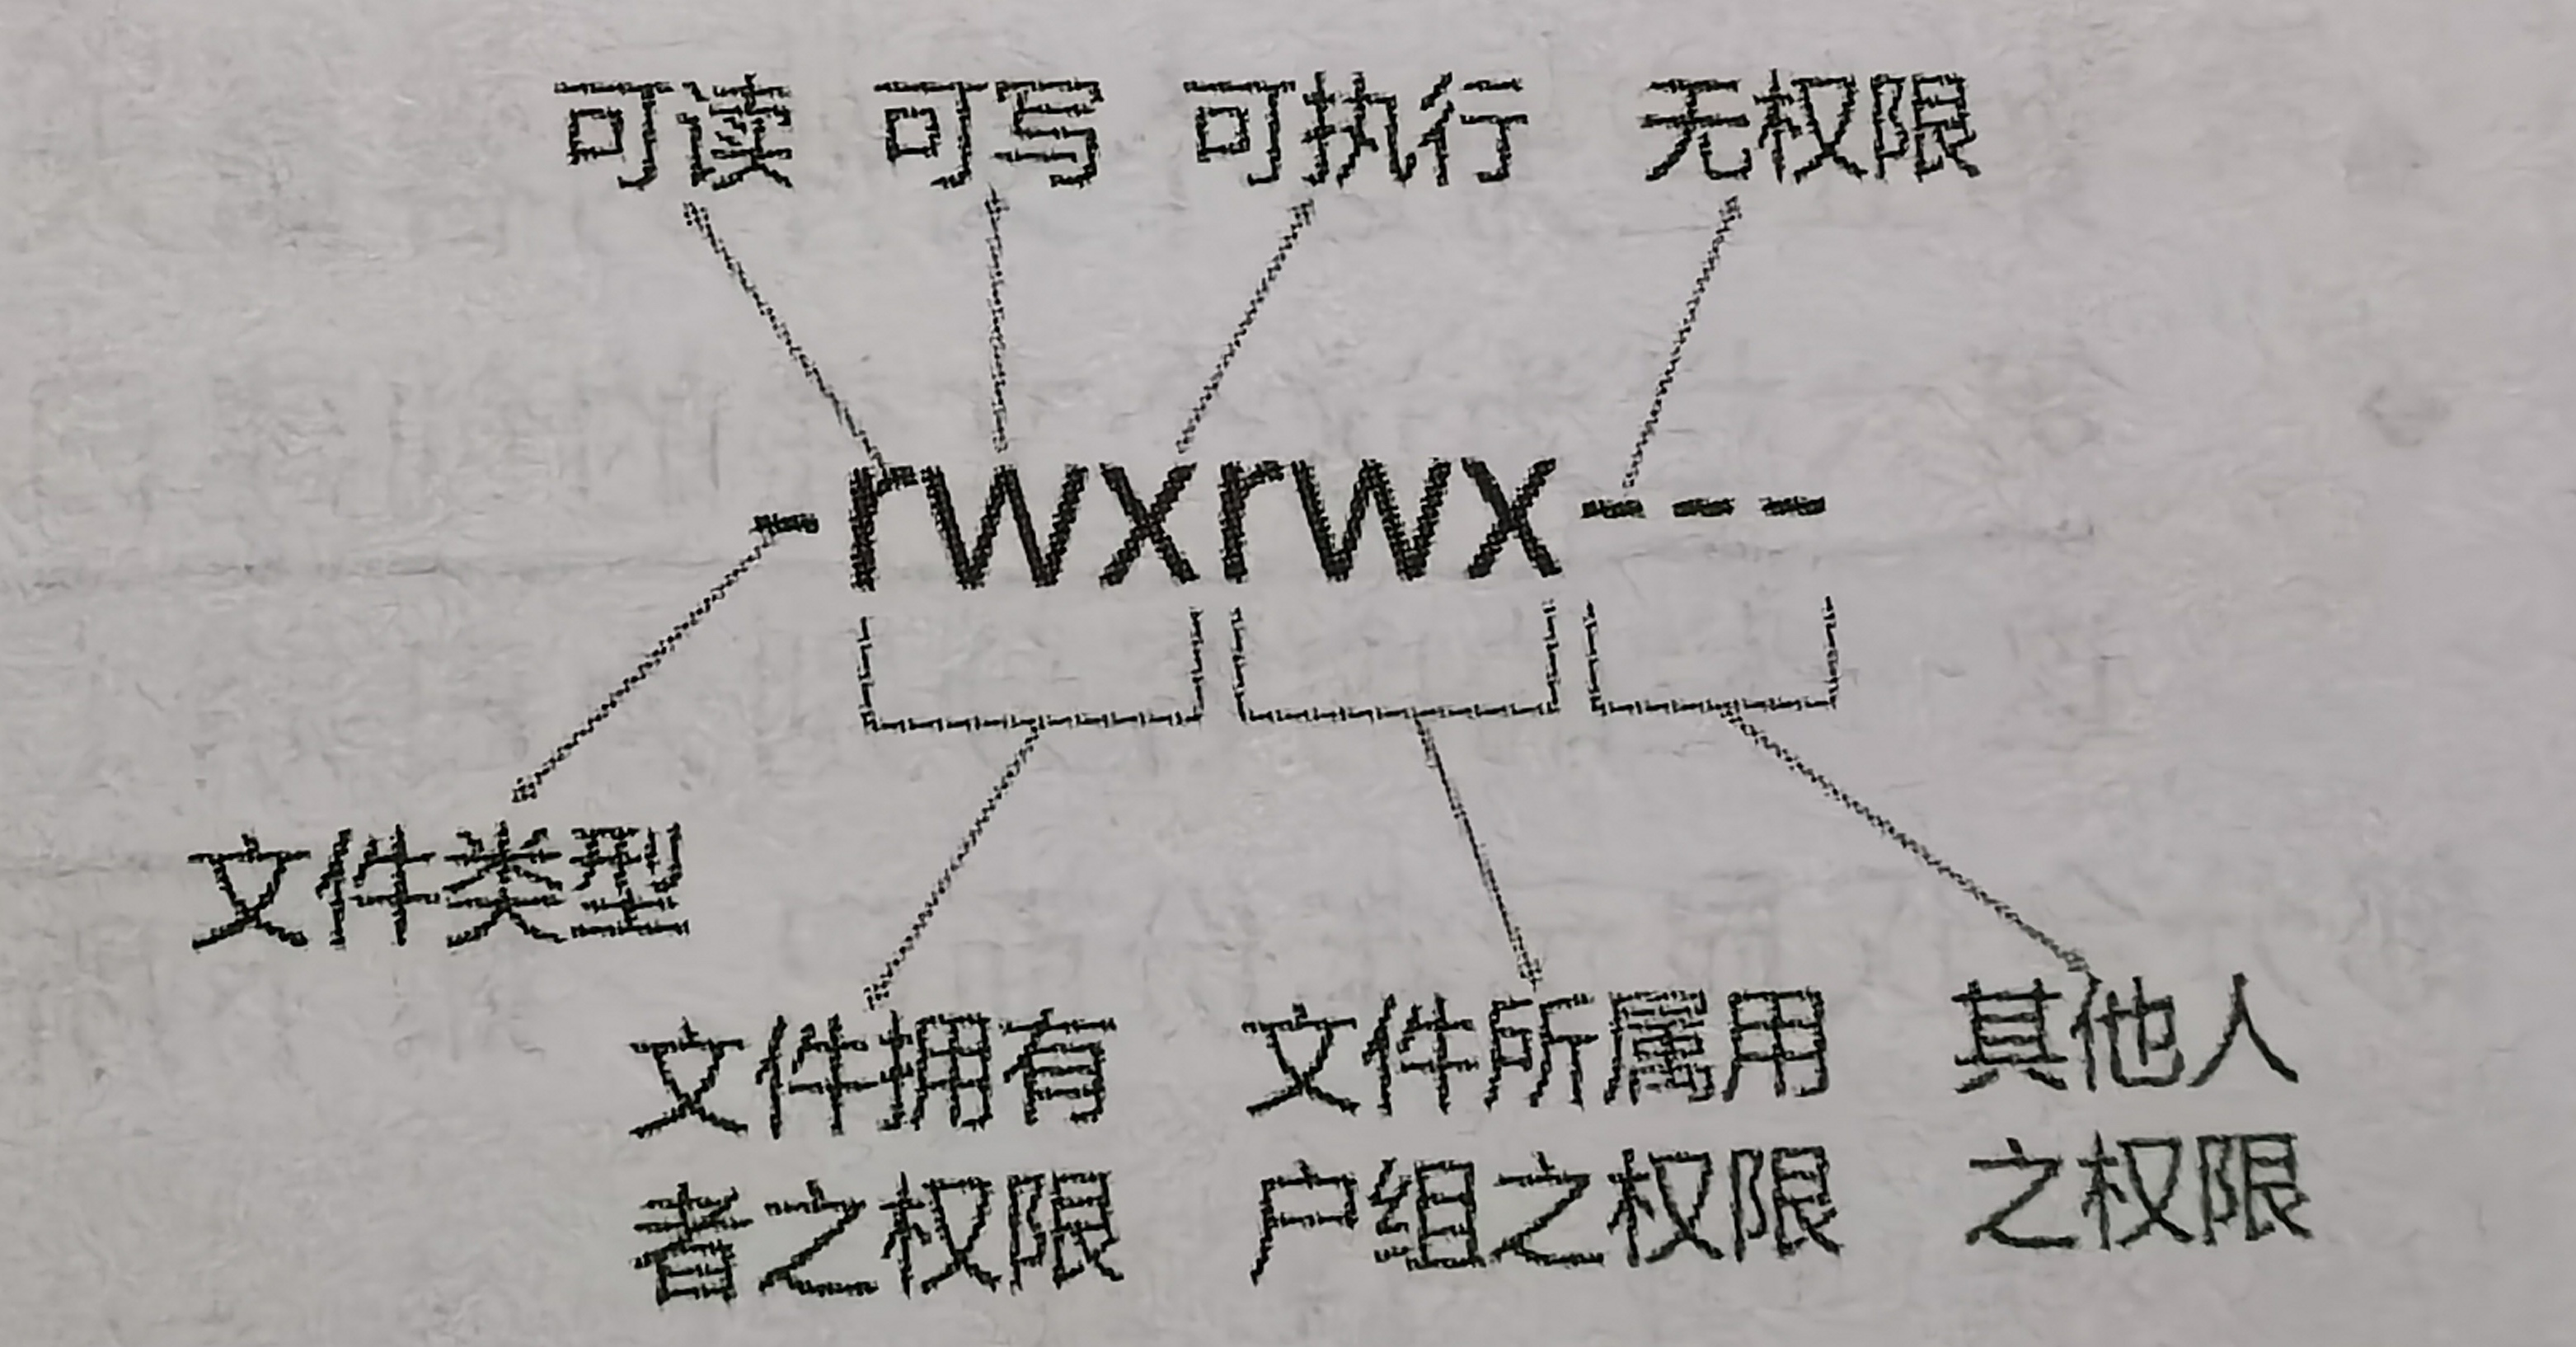 可读 可写 可执行 无权限
-rwxrwx---
文件类型
文件拥有
者之权限
文件所属用
户组之权限
其他人
之权限